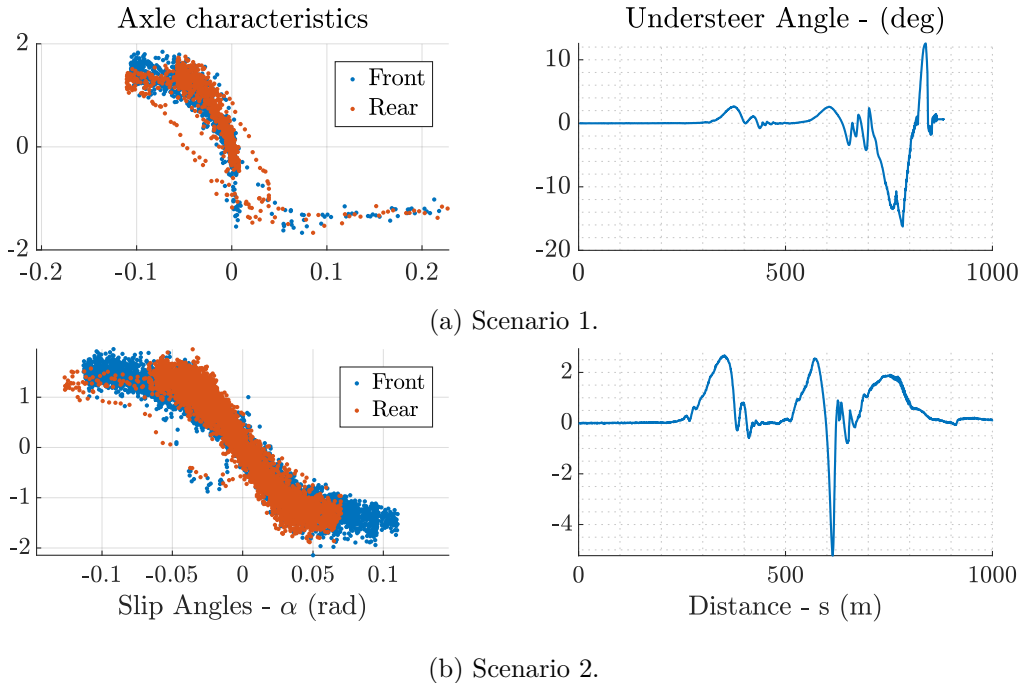 Axle characteristics
2
0
-2
-0.2 -0.1 0 0.1 0.2
Front
Rear
Understeer Angle - (deg)
10
0
-10
-20
0 500 1000
(a) Scenario 1.
1
0
-1
-2
-0.1 -0.05 0 0.05 0.1
Front
Rear
Slip Angles - α (rad)
2
0
-2
-4
0 500 1000
Distance - s (m)
(b) Scenario 2.